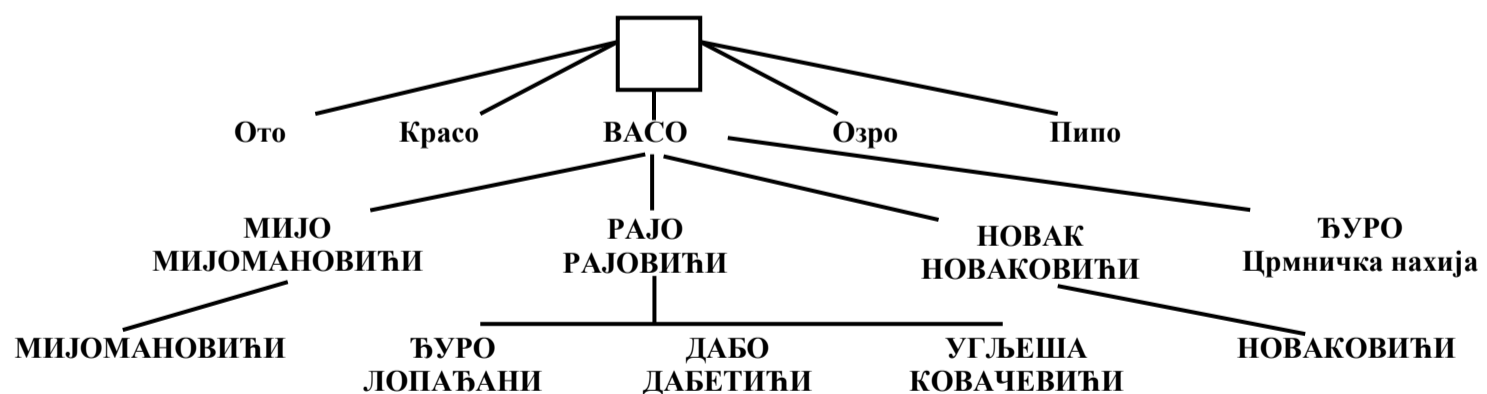 Ото Красо ВАСО Озро Пипо
МИЈО РАЈО НОВАК ЂУРО
МИЈОМАНОВИЋИ РАЈОВИЋИ НОВАКОВИЋИ Црмничка нахија
МИЈОМАНОВИЋИ ЂУРО ДАБО УГЉЕША НОВАКОВИЋИ
ЛОПАЂАНИ ДАБЕТИЋИ КОВАЧЕВИЋИ